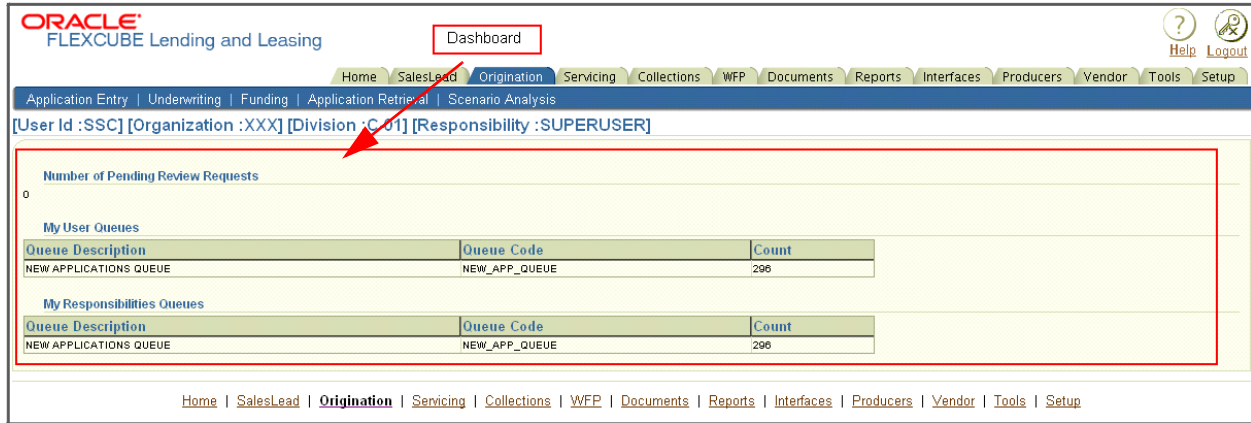 ORACLE®
FLEXCUBE Lending and Leasing
Dashboard
Help Logout
Home SalesLead Origination Servicing Collections WFP Documents Reports Interfaces Producers Vendor Tools Setup
Application Entry | Underwriting | Funding | Application Retrieval | Scenario Analysis
[User Id :SSC] [Organization :XXX] [Division :C-01] [Responsibility :SUPERUSER]
Number of Pending Review Requests
0
My User Queues
Queue Description Queue Code Count
NEW APPLICATIONS QUEUE NEW_APP_QUEUE 296
My Responsibilities Queues
Queue Description Queue Code Count
NEW APPLICATIONS QUEUE NEW_APP_QUEUE 296
Home | SalesLead | Origination | Servicing | Collections | WFP | Documents | Reports | Interfaces | Producers | Vendor | Tools | Setup